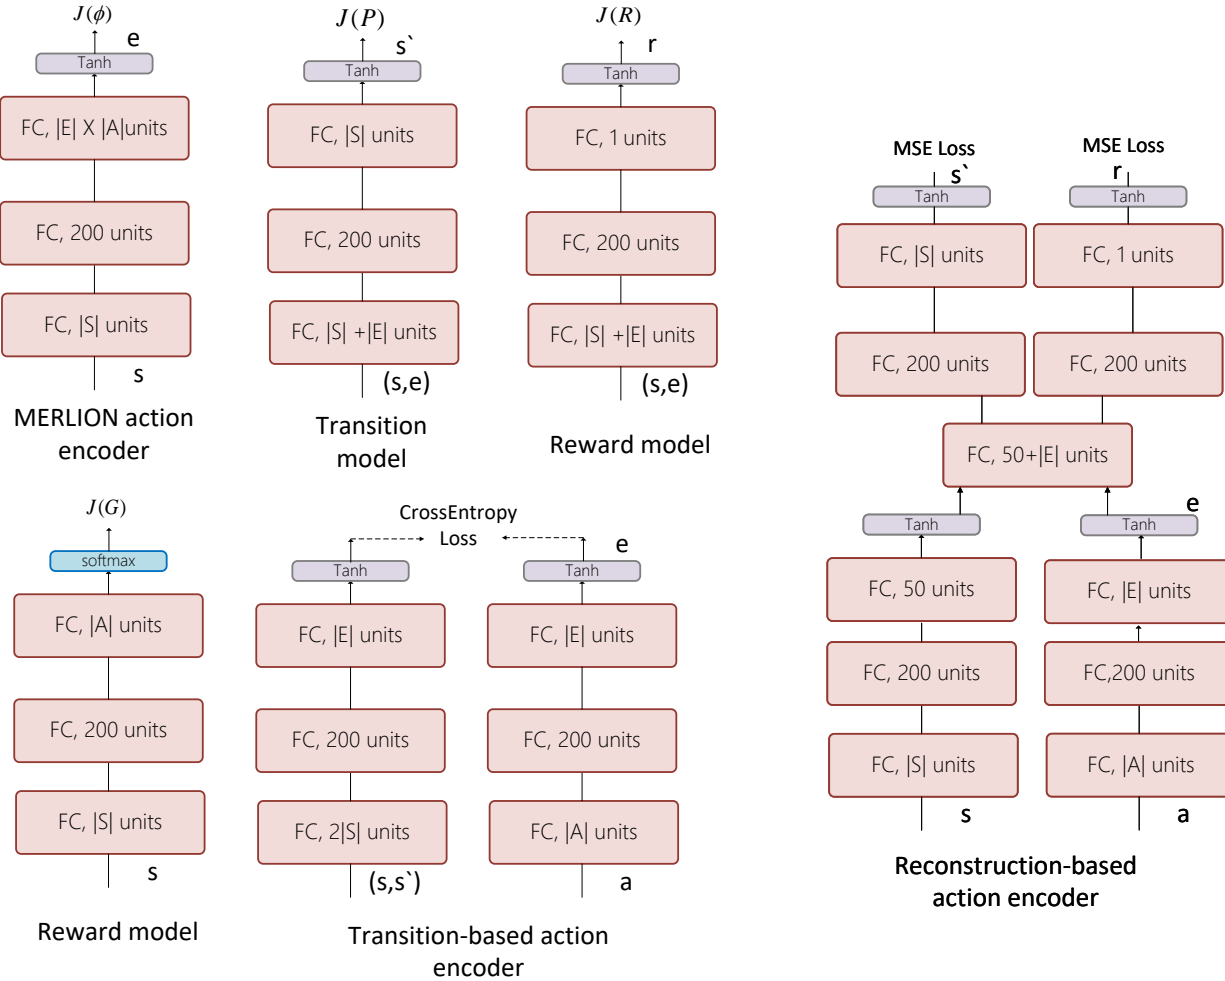 J(ϕ)
e
Tanh
FC, |E| X |A|units
FC, 200 units
FC, |S| units
s
MERLION action
encoder
J(P)
s`
Tanh
FC, |S| units
FC, 200 units
FC, |S| +|E| units
(s,e)
Transition
model
J(R)
r
Tanh
FC, 1 units
FC, 200 units
FC, |S| +|E| units
(s,e)
Reward model
J(G)
softmax
FC, |A| units
FC, 200 units
FC, |S| units
s
Reward model
CrossEntropy
Loss
Tanh
FC, |E| units
FC, 200 units
FC, 2|S| units
(s,s`)
e
Tanh
FC, |E| units
FC, 200 units
FC, |A| units
a
Transition-based action
encoder
MSE Loss
s`
Tanh
FC, |S| units
FC, 200 units
MSE Loss
r
Tanh
FC, 1 units
FC, 200 units
FC, 50+|E| units
Tanh
FC, 50 units
FC, 200 units
FC, |S| units
s
e
Tanh
FC, |E| units
FC,200 units
FC, |A| units
a
Reconstruction-based
action encoder